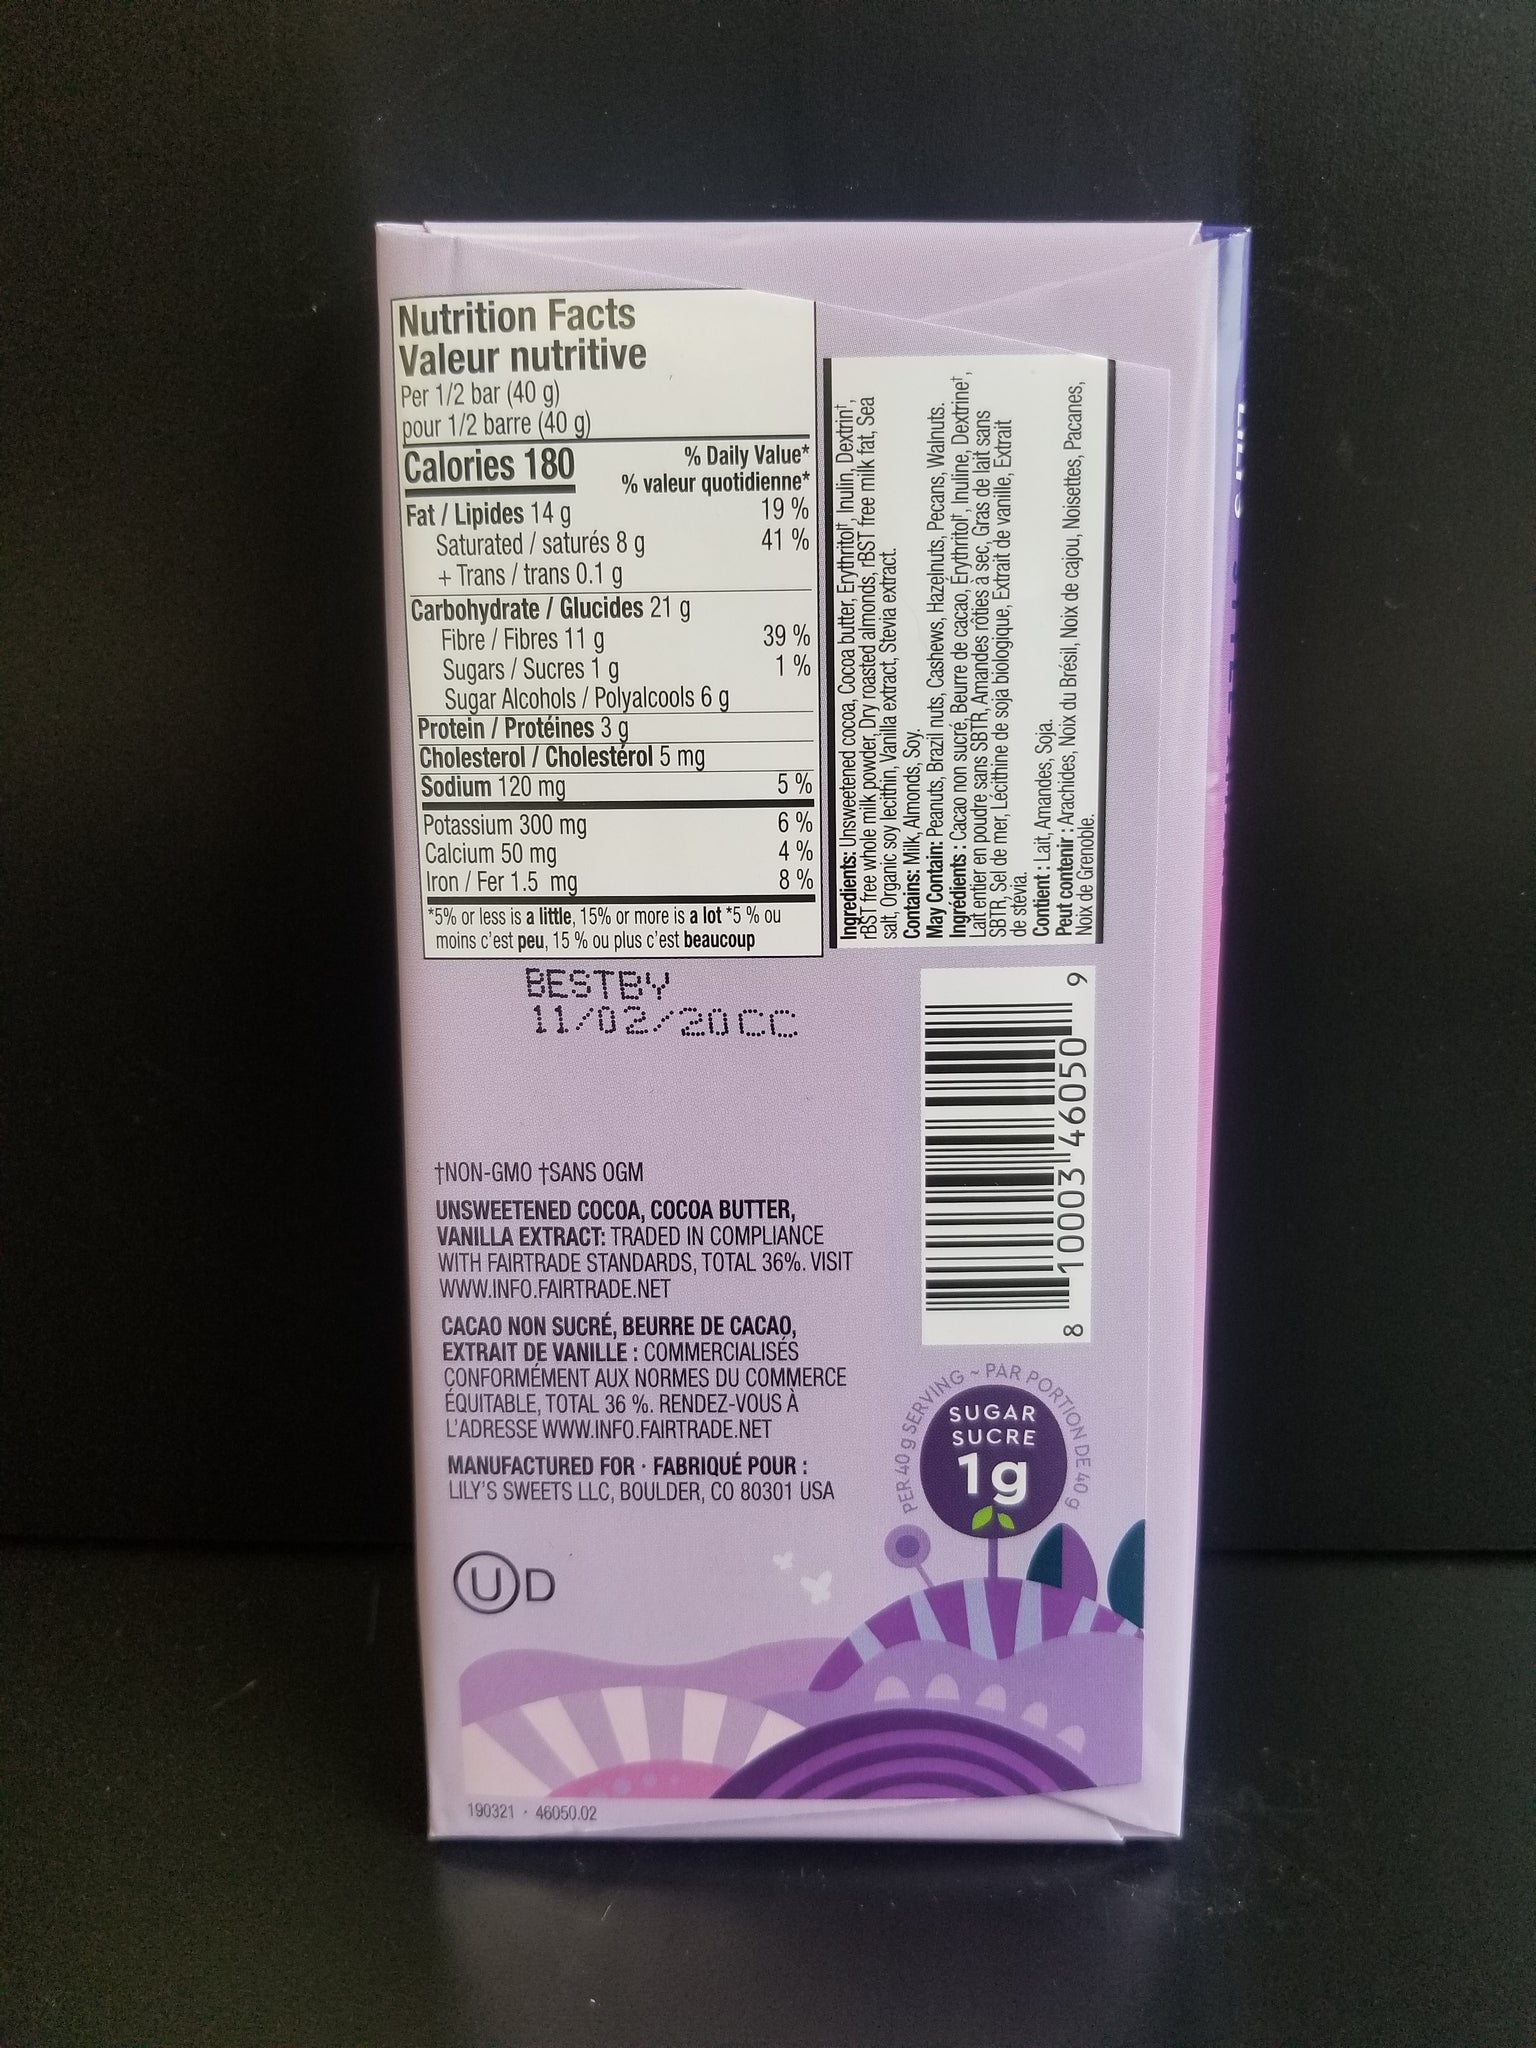 Nutrition Facts
Valeur nutritive
Per 1/2 bar (40 g)
pour 1/2 barre (40 g)
Calories 180
% Daily Value*
% valeur quotidienne*
Fat / Lipides 14 g 19 %
Saturated / saturés 8 g 41 %
+ Trans / trans 0.1 g
Carbohydrate / Glucides 21 g
Fibre / Fibres 11 g 39 %
Sugars / Sucres 1 g 1 %
Sugar Alcohols / Polyalcools 6 g
Protein / Protéines 3 g
Cholesterol / Cholestérol 5 mg
Sodium 120 mg 5 %
Potassium 300 mg 6 %
Calcium 50 mg 4 %
Iron / Fer 1.5 mg 8 %
*5% or less is a little, 15% or more is a lot *5 % ou
moins c'est peu, 15 % ou plus c'est beaucoup
Ingredients: Unsweetened cocoa, Cocoa butter, Erythritol†, Inulin, Dextrin†,
rBST free whole milk powder, Dry roasted almonds, rBST free milk fat, Sea
salt, Organic soy lecithin, Vanilla extract, Stevia extract.
Contains: Milk, Almonds, Soy.
May Contain: Peanuts, Brazil nuts, Cashews, Hazelnuts, Pecans, Walnuts.
Ingrédients : Cacao non sucré, Beurre de cacao, Érythritol†, Inuline, Dextrine†,
Lait entier en poudre sans SBTR, Amandes rôties à sec, Gras de lait sans
SBTR, Sel de mer, Lécithine de soja biologique, Extrait de vanille, Extrait
de stévia.
Contient : Lait, Amandes, Soja.
Peut contenir : Arachides, Noix du Brésil, Noix de cajou, Noisettes, Pacanes,
Noix de Grenoble.
BESTBY
11/02/20CC
8 10003 46050 9
†NON-GMO †SANS OGM
UNSWEETENED COCOA, COCOA BUTTER,
VANILLA EXTRACT: TRADED IN COMPLIANCE
WITH FAIRTRADE STANDARDS, TOTAL 36%. VISIT
WWW.INFO.FAIRTRADE.NET
CACAO NON SUCRÉ, BEURRE DE CACAO,
EXTRAIT DE VANILLE : COMMERCIALISÉS
CONFORMÉMENT AUX NORMES DU COMMERCE
ÉQUITABLE, TOTAL 36 %. RENDEZ-VOUS À
L'ADRESSE WWW.INFO.FAIRTRADE.NET
MANUFACTURED FOR · FABRIQUÉ POUR :
LILY'S SWEETS LLC, BOULDER, CO 80301 USA
PER 40 g SERVING ~ PAR PORTION DE 40 g
SUGAR
SUCRE
1g
U D
190321 · 46050.02